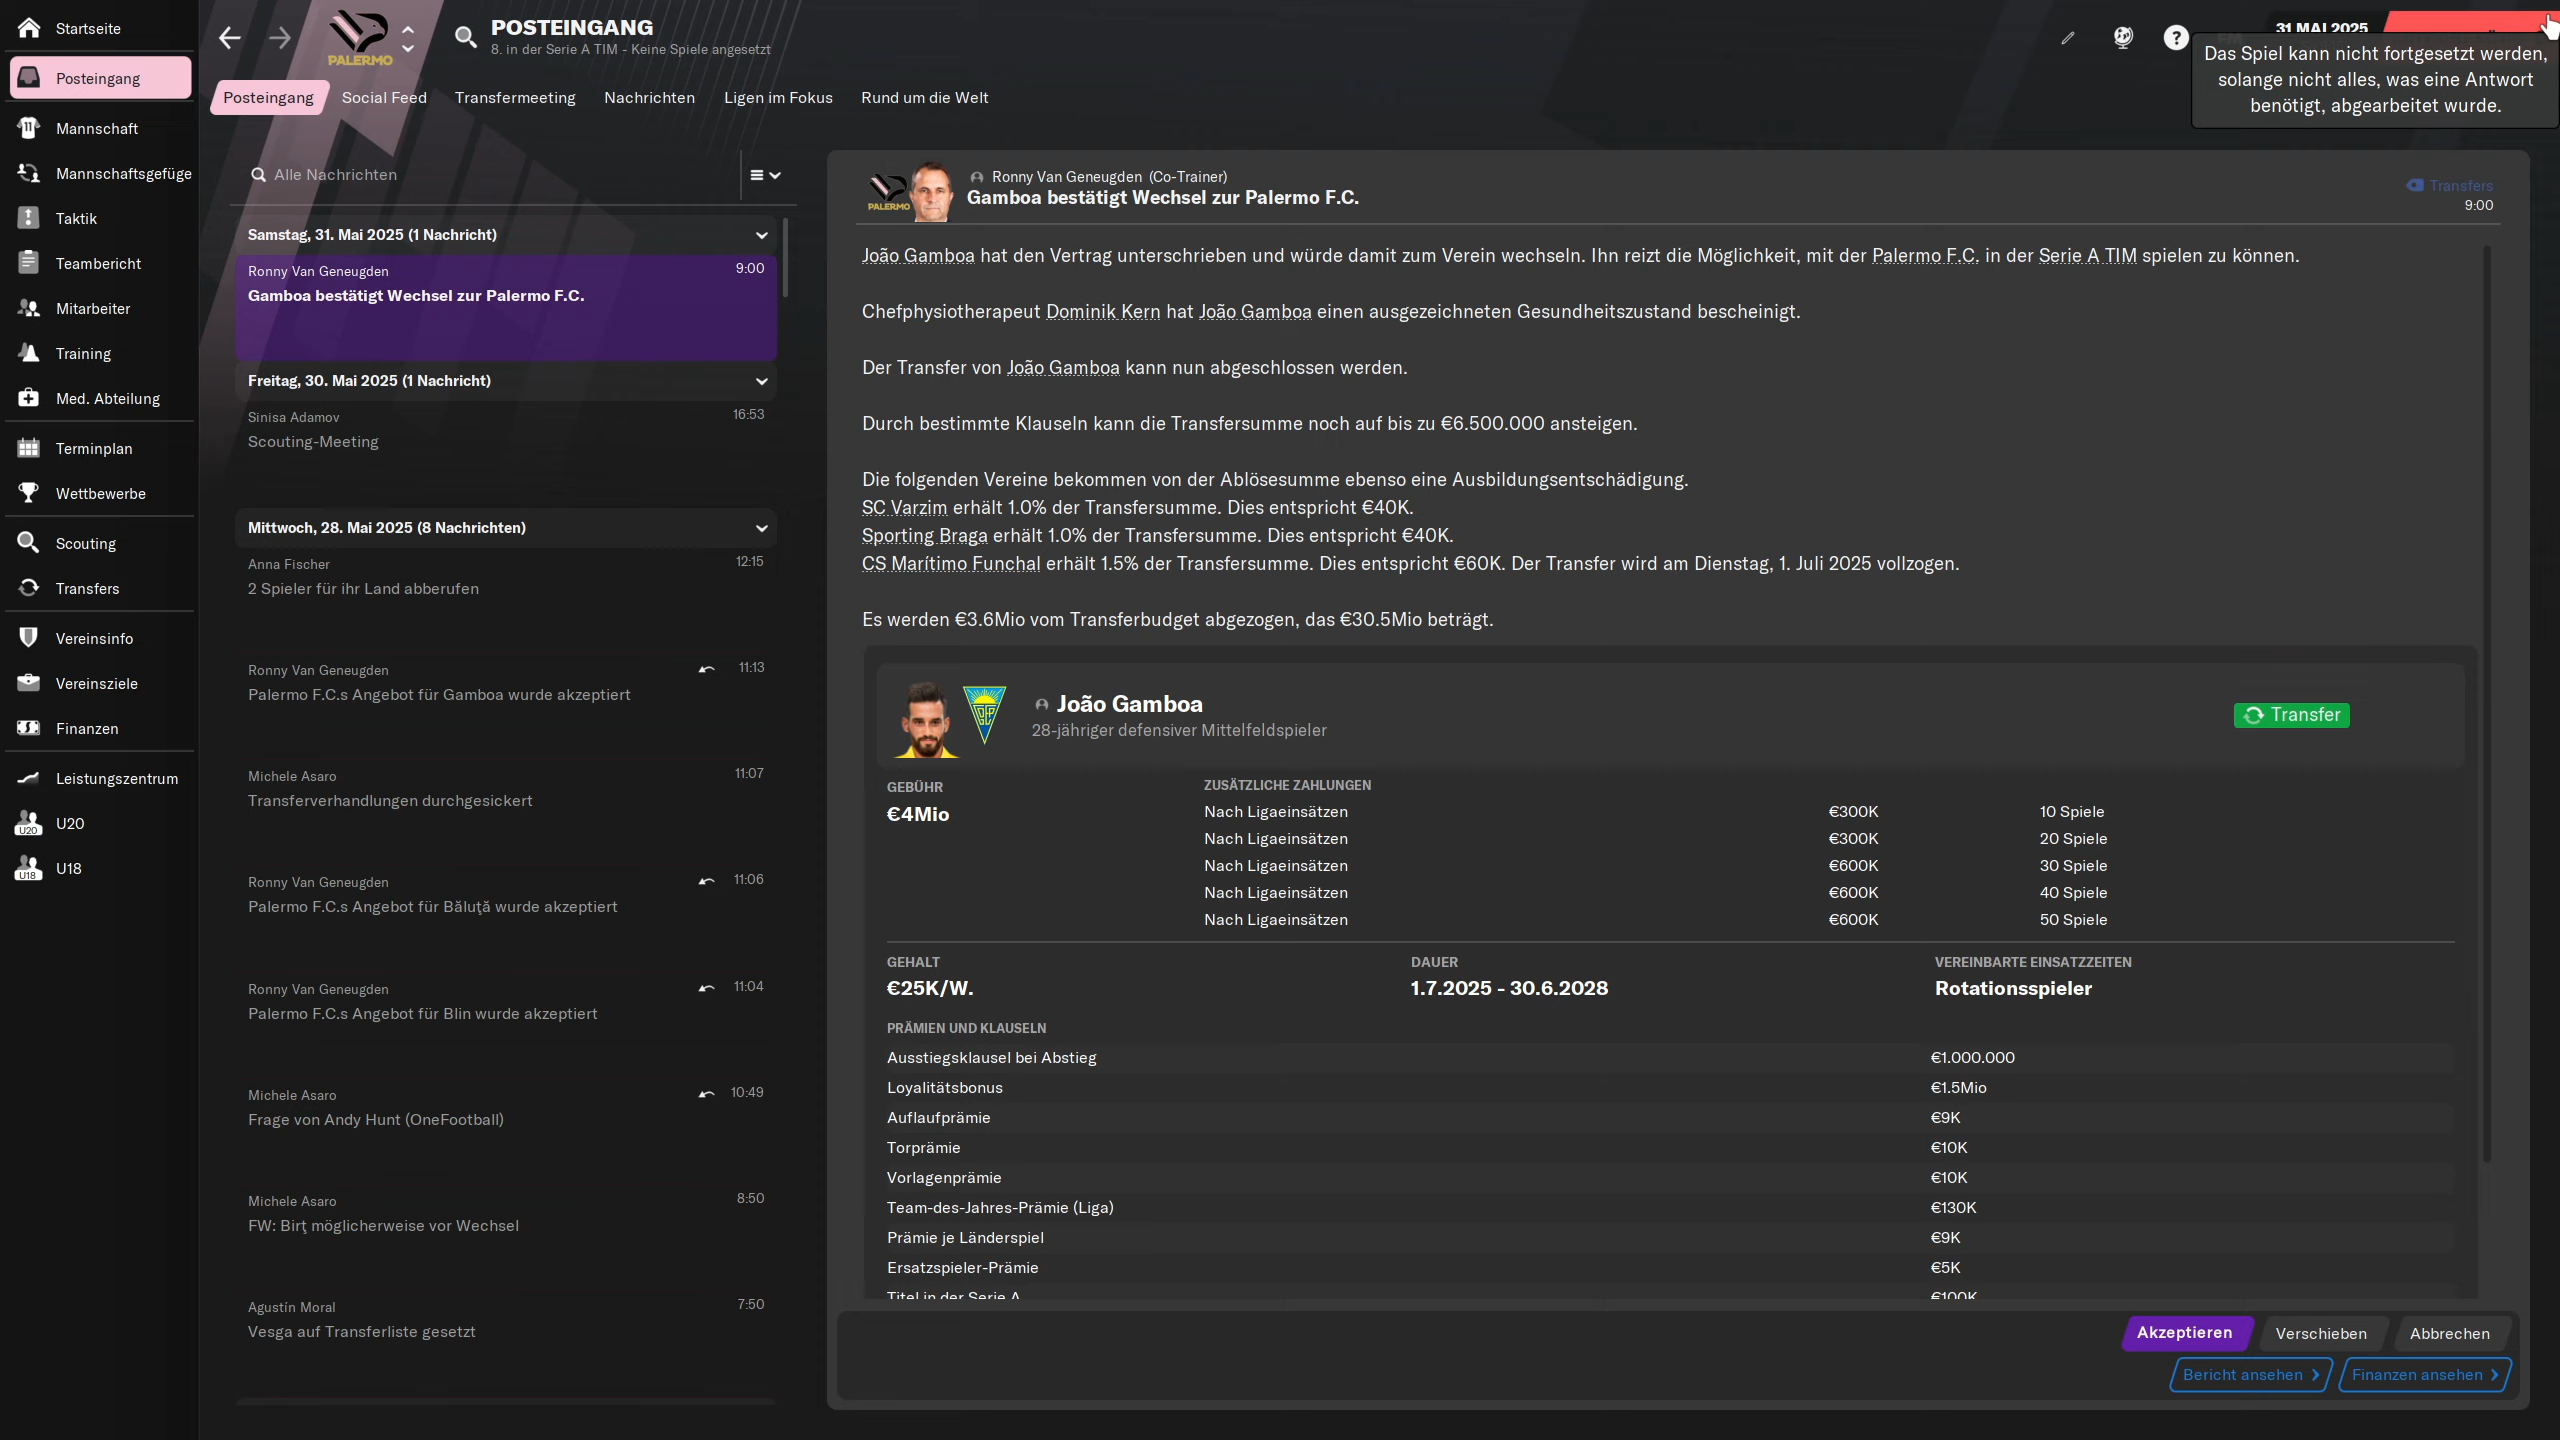 Startseite
Posteingang
Mannschaft
Mannschaftsgefüge
Taktik
Teambericht
Mitarbeiter
Training
Med. Abteilung
Terminplan
Wettbewerbe
Scouting
Transfers
Vereinsinfo
Vereinsziele
Finanzen
Leistungszentrum
U20
U20
U18
U18
PALERMO
POSTEINGANG
8. in der Serie A TIM - Keine Spiele angesetzt
31 MAI 2025
Das Spiel kann nicht fortgesetzt werden,
solange nicht alles, was eine Antwort
benötigt, abgearbeitet wurde.
Posteingang Social Feed Transfermeeting Nachrichten Ligen im Fokus Rund um die Welt
Alle Nachrichten
Samstag, 31. Mai 2025 (1 Nachricht)
Ronny Van Geneugden 9:00
Gamboa bestätigt Wechsel zur Palermo F.C.
Freitag, 30. Mai 2025 (1 Nachricht)
Sinisa Adamov 16:53
Scouting-Meeting
Mittwoch, 28. Mai 2025 (8 Nachrichten)
Anna Fischer 12:15
2 Spieler für ihr Land abberufen
Ronny Van Geneugden 11:13
Palermo F.C.s Angebot für Gamboa wurde akzeptiert
Michele Asaro 11:07
Transferverhandlungen durchgesickert
Ronny Van Geneugden 11:06
Palermo F.C.s Angebot für Băluţă wurde akzeptiert
Ronny Van Geneugden 11:04
Palermo F.C.s Angebot für Blin wurde akzeptiert
Michele Asaro 10:49
Frage von Andy Hunt (OneFootball)
Michele Asaro 8:50
FW: Birţ möglicherweise vor Wechsel
Agustín Moral 7:50
Vesga auf Transferliste gesetzt
PALERMO
Ronny Van Geneugden (Co-Trainer)
Gamboa bestätigt Wechsel zur Palermo F.C.
Transfers
9:00
João Gamboa hat den Vertrag unterschrieben und würde damit zum Verein wechseln. Ihn reizt die Möglichkeit, mit der Palermo F.C. in der Serie A TIM spielen zu können.
Chefphysiotherapeut Dominik Kern hat João Gamboa einen ausgezeichneten Gesundheitszustand bescheinigt.
Der Transfer von João Gamboa kann nun abgeschlossen werden.
Durch bestimmte Klauseln kann die Transfersumme noch auf bis zu €6.500.000 ansteigen.
Die folgenden Vereine bekommen von der Ablösesumme ebenso eine Ausbildungsentschädigung.
SC Varzim erhält 1.0% der Transfersumme. Dies entspricht €40K.
Sporting Braga erhält 1.0% der Transfersumme. Dies entspricht €40K.
CS Marítimo Funchal erhält 1.5% der Transfersumme. Dies entspricht €60K. Der Transfer wird am Dienstag, 1. Juli 2025 vollzogen.
Es werden €3.6Mio vom Transferbudget abgezogen, das €30.5Mio beträgt.
João Gamboa
28-jähriger defensiver Mittelfeldspieler
Transfer
GEBÜHR
€4Mio
ZUSÄTZLICHE ZAHLUNGEN
Nach Ligaeinsätzen €300K 10 Spiele
Nach Ligaeinsätzen €300K 20 Spiele
Nach Ligaeinsätzen €600K 30 Spiele
Nach Ligaeinsätzen €600K 40 Spiele
Nach Ligaeinsätzen €600K 50 Spiele
GEHALT DAUER VEREINBARTE EINSATZZEITEN
€25K/W. 1.7.2025 - 30.6.2028 Rotationsspieler
PRÄMIEN UND KLAUSELN
Ausstiegsklausel bei Abstieg €1.000.000
Loyalitätsbonus €1.5Mio
Auflaufprämie €9K
Torprämie €10K
Vorlagenprämie €10K
Team-des-Jahres-Prämie (Liga) €130K
Prämie je Länderspiel €9K
Ersatzspieler-Prämie €5K
Titel in der Serie A €100K
Akzeptieren Verschieben Abbrechen
Bericht ansehen Finanzen ansehen